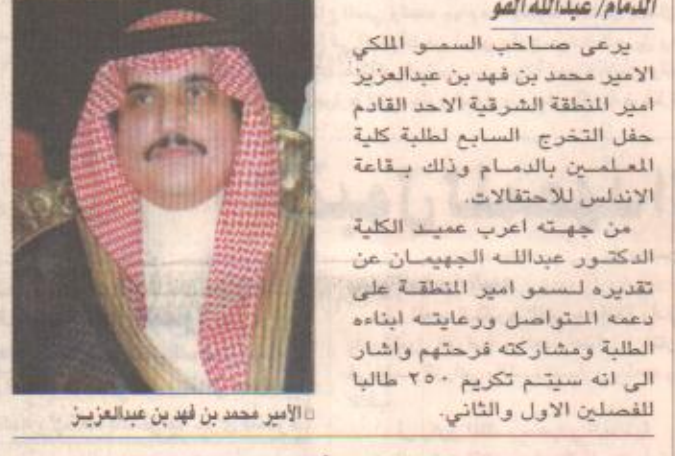 الدمام/ عبدالله الفو
يرعى صاحب السمو الملكي
الامير محمد بن فهد بن عبدالعزيز
امير المنطقة الشرقية الاحد القادم
حفل التخرج السابع لطلبة كلية
المعلمين بالدمام وذلك بقاعة
الاندلس للاحتفالات.
من جهته اعرب عميد الكلية
الدكتور عبدالله الجهيمان عن
تقديره لسمو امير المنطقة على
دعمه المتواصل ورعايته ابناءه
الطلبة ومشاركته فرحتهم واشار
الى انه سيتم تكريم ٢٥٠ طالبا
للفصلين الاول والثاني.
الأمير محمد بن فهد بن عبدالعزيز